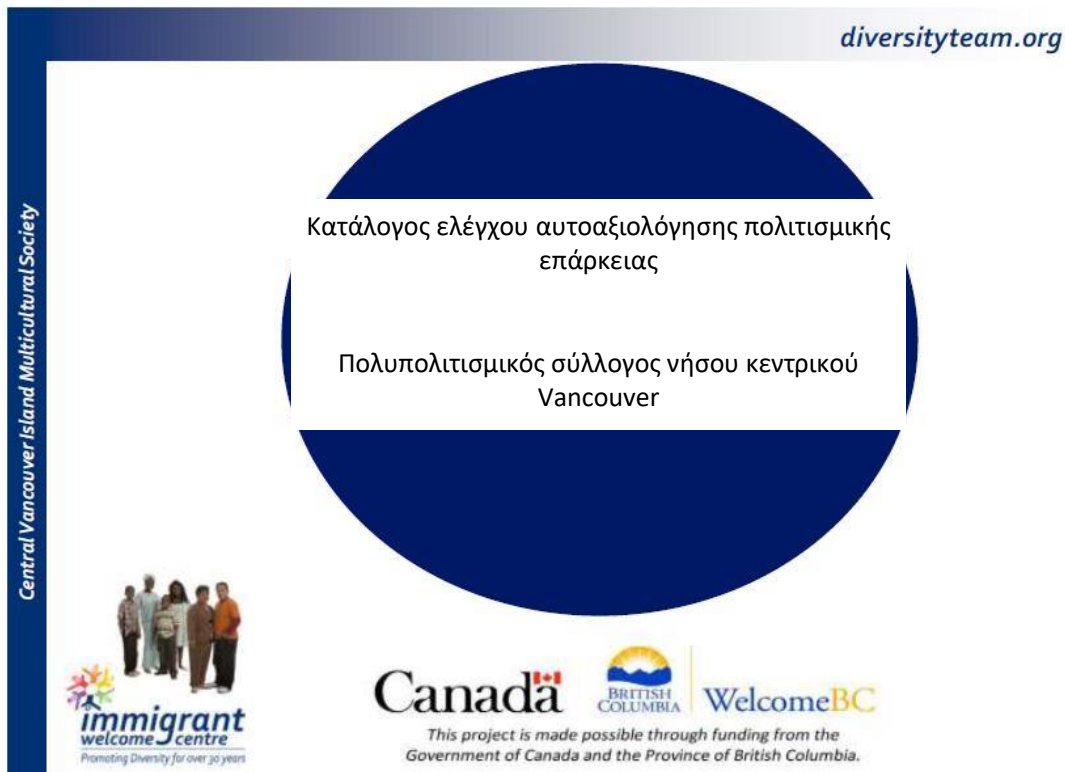 diversityteam.org
Central Vancouver Island Multicultural Society
Κατάλογος ελέγχου αυτοαξιολόγησης πολιτισμικής
επάρκειας
Πολυπολιτισμικός σύλλογος νήσου κεντρικού
Vancouver
immigrant
welcome centre
Promoting Diversity for over 30 years
Canada
BRITISH
COLUMBIA
WelcomeBC
This project is made possible through funding from the
Government of Canada and the Province of British Columbia.